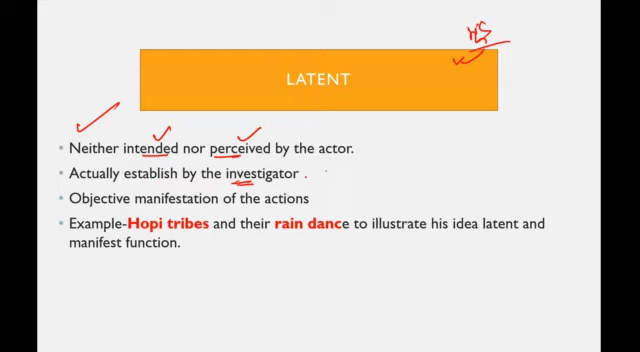 LATENT
Neither intended nor perceived by the actor.
Actually establish by the investigator .
Objective manifestation of the actions
Example-Hopi tribes and their rain dance to illustrate his idea latent and
manifest function.